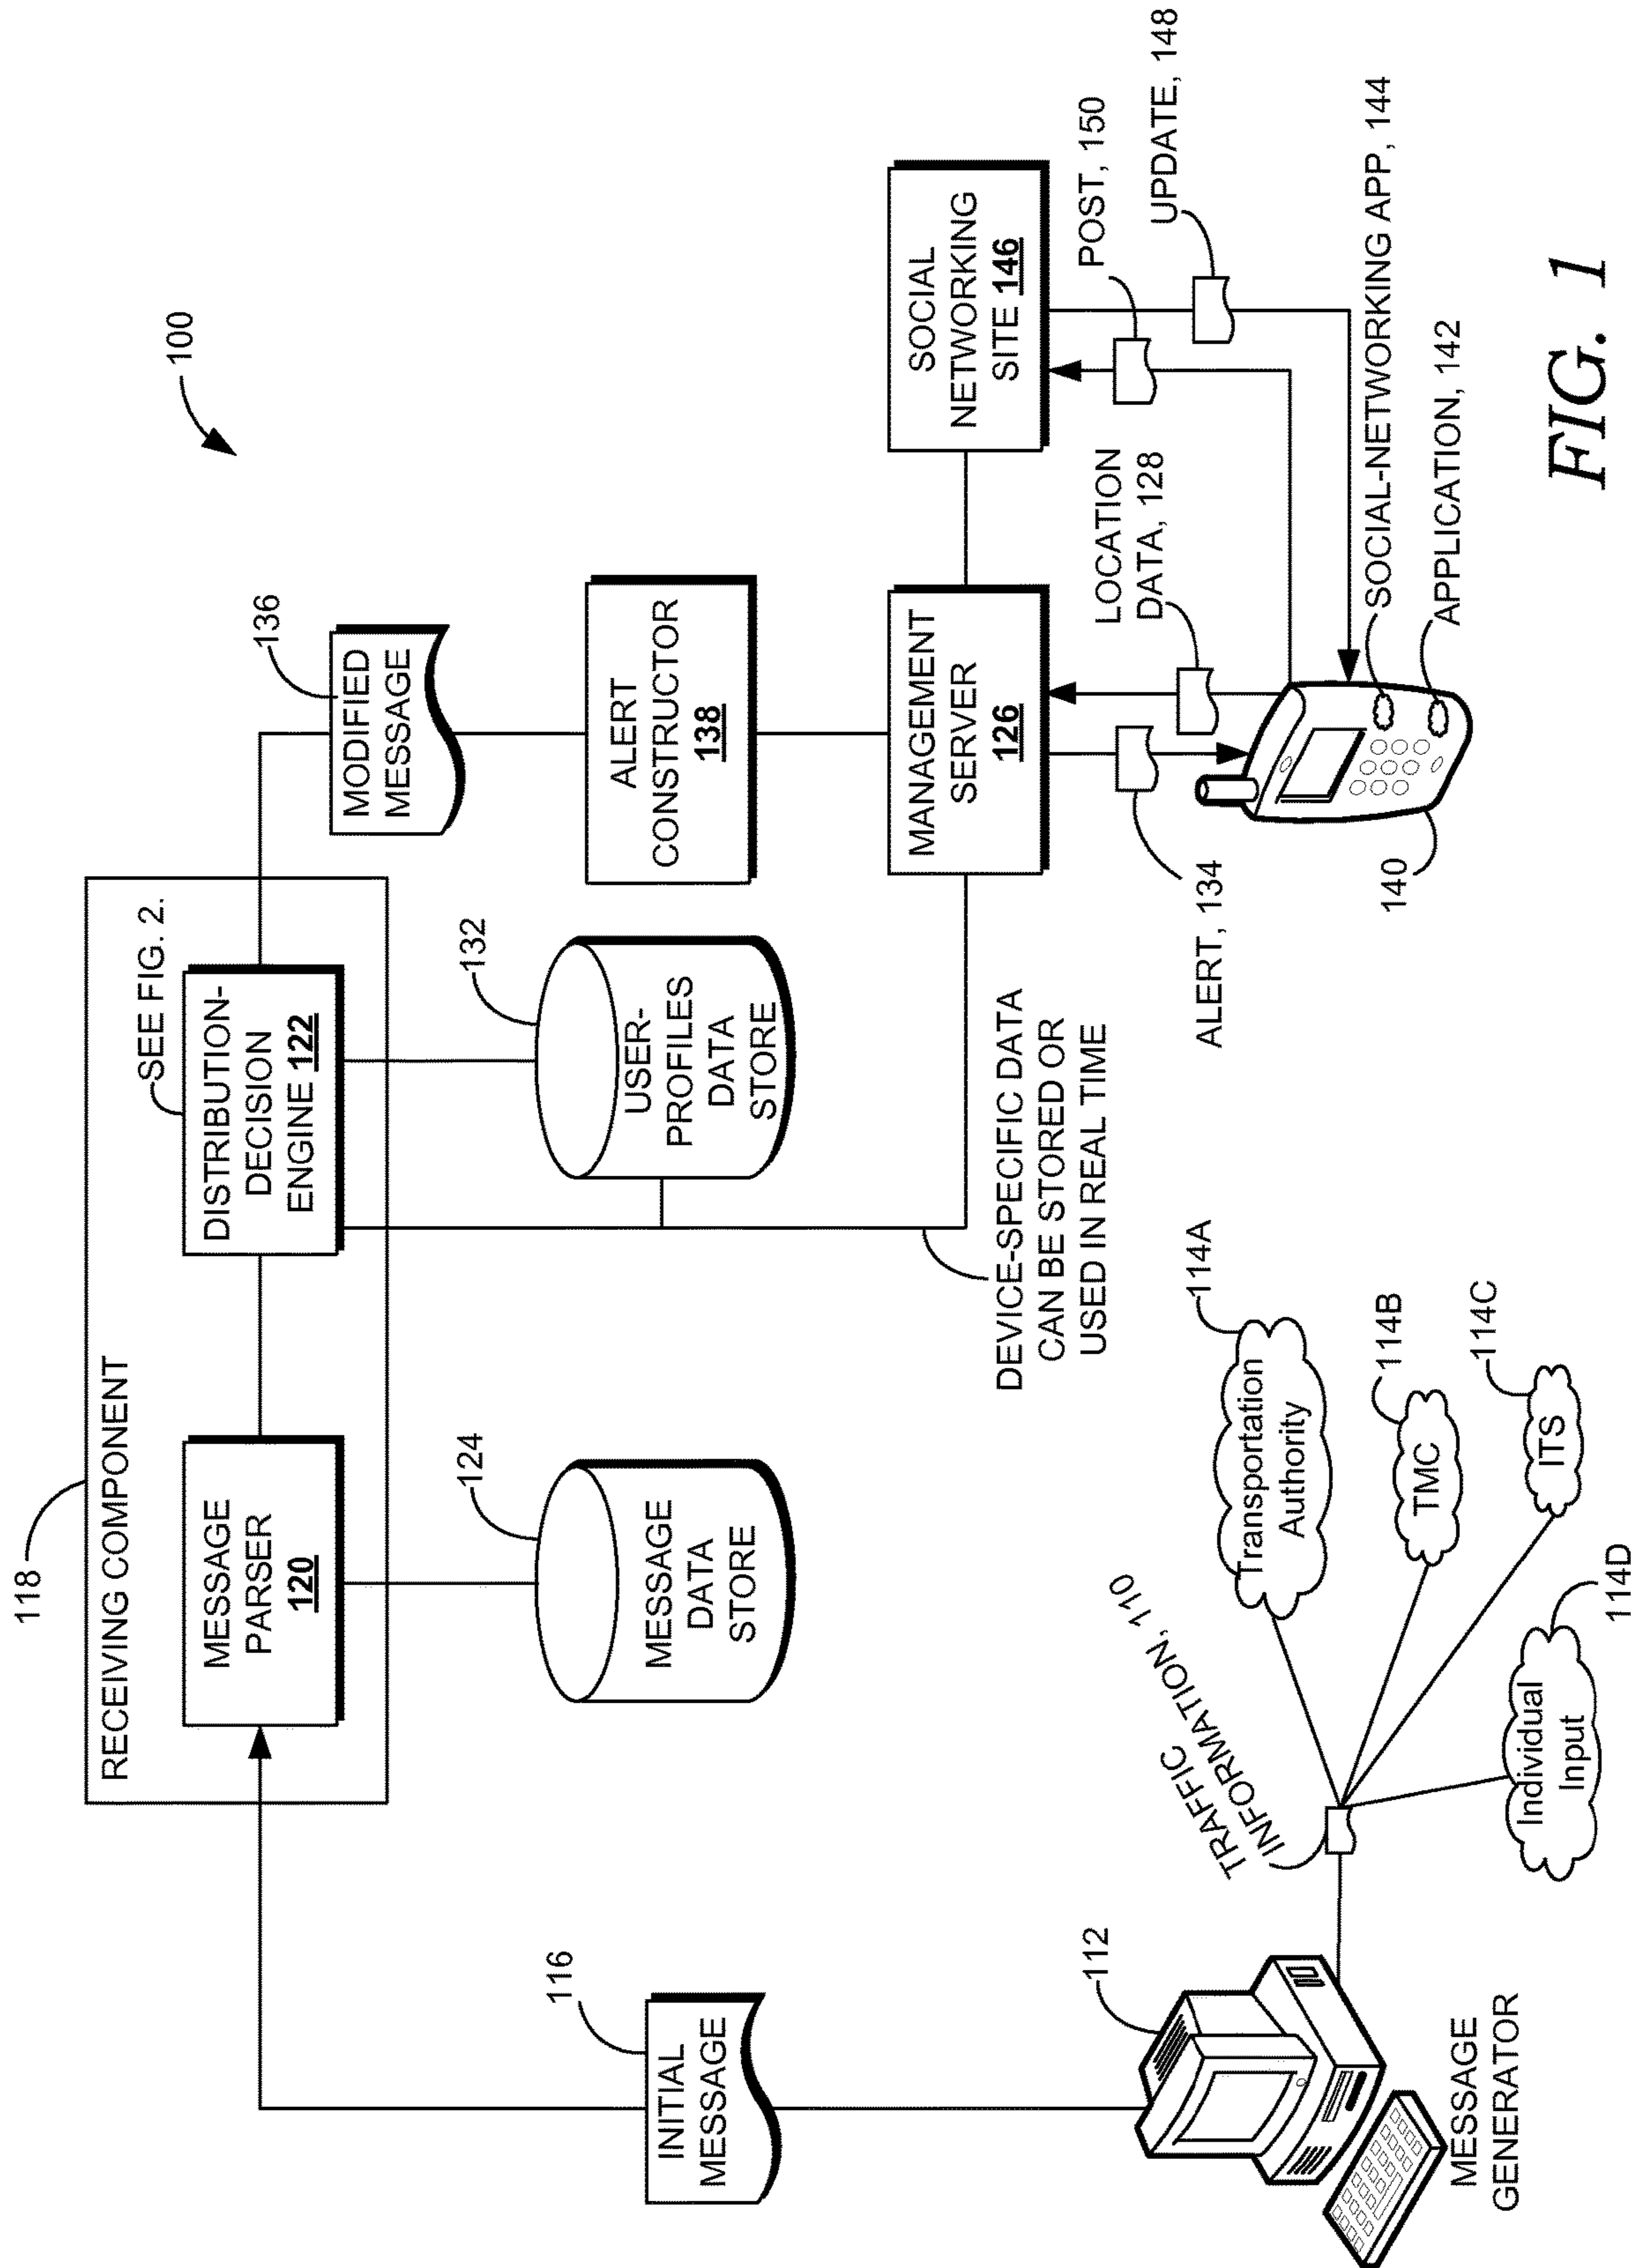 100
118
RECEIVING COMPONENT
SEE FIG. 2.
MESSAGE
PARSER
120
DISTRIBUTION-
DECISION
ENGINE 122
136
MODIFIED
MESSAGE
124
MESSAGE
DATA
STORE
132
USER-
PROFILES
DATA
STORE
ALERT
CONSTRUCTOR
138
116
INITIAL
MESSAGE
MANAGEMENT
SERVER
126
SOCIAL
NETWORKING
SITE 146
DEVICE-SPECIFIC DATA
CAN BE STORED OR
USED IN REAL TIME
LOCATION
DATA, 128
POST, 150
UPDATE, 148
ALERT, 134
140
SOCIAL-NETWORKING APP, 144
APPLICATION, 142
112
MESSAGE
GENERATOR
TRAFFIC
INFORMATION, 110
114A
Transportation
Authority
114B
TMC
114C
ITS
114D
Individual
Input
FIG. 1